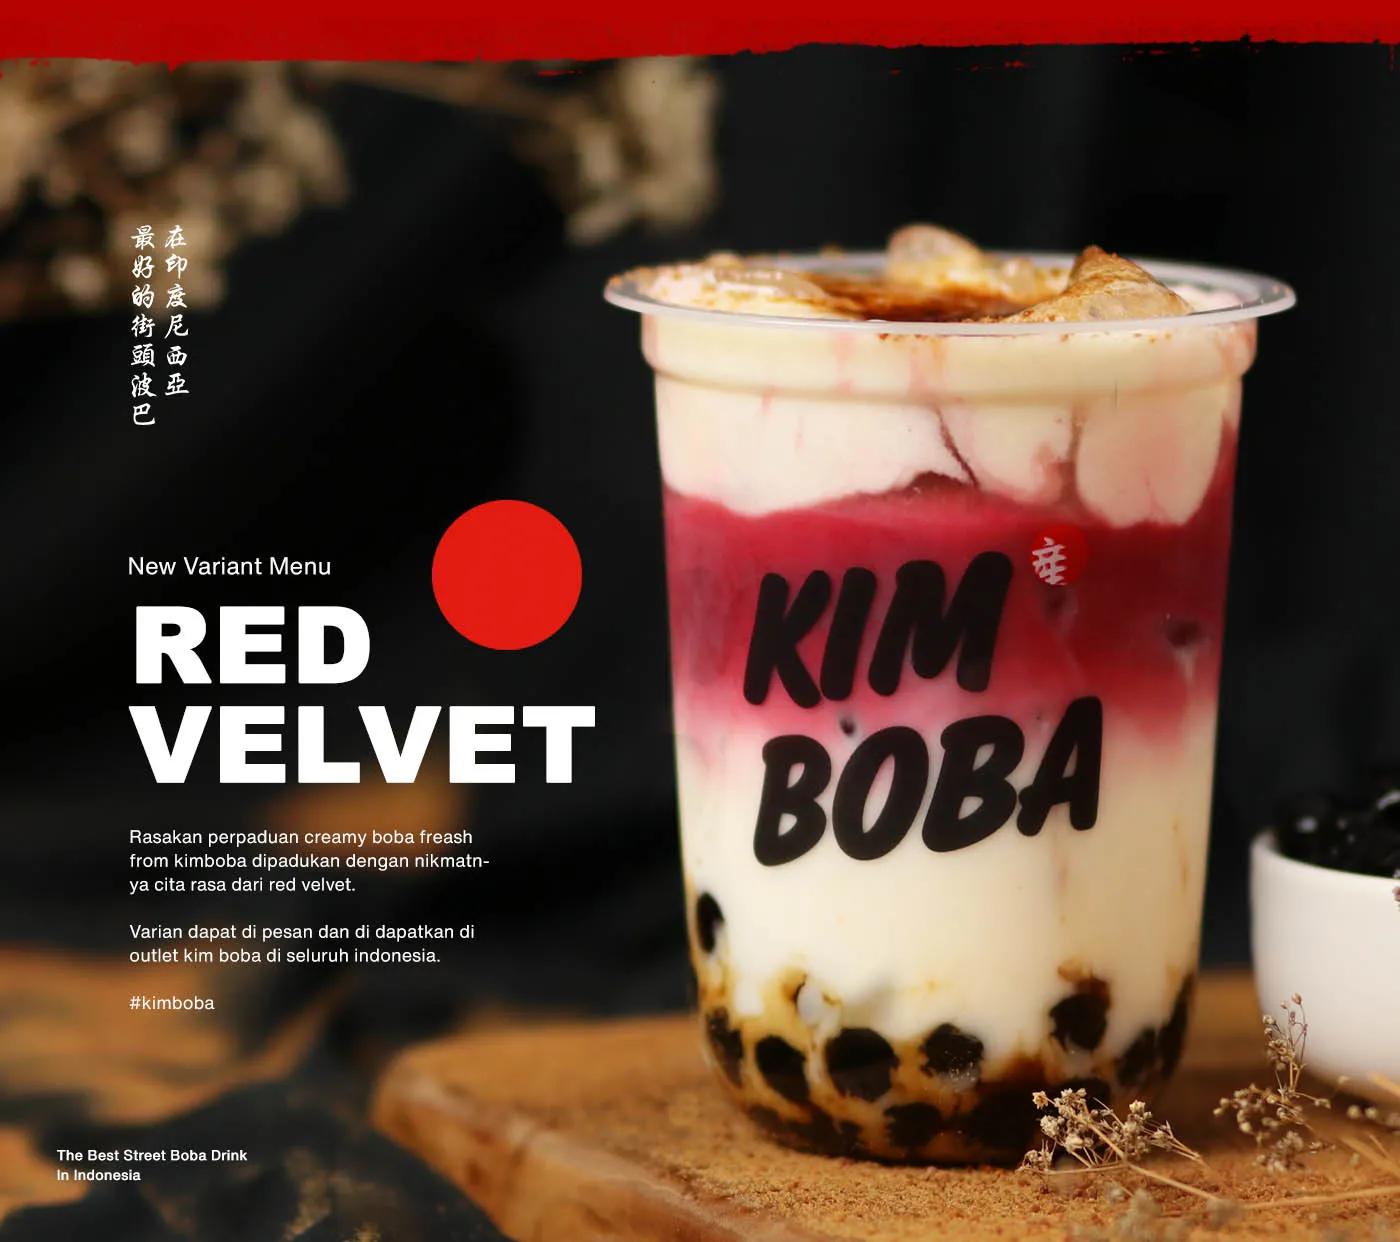 在印度尼西亞
最好的街頭波巴
New Variant Menu
RED
VELVET
Rasakan perpaduan creamy boba freash
from kimboba dipadukan dengan nikmatn-
ya cita rasa dari red velvet.
Varian dapat di pesan dan di dapatkan di
outlet kim boba di seluruh indonesia.
#kimboba
The Best Street Boba Drink
In Indonesia
KIM
BOBA